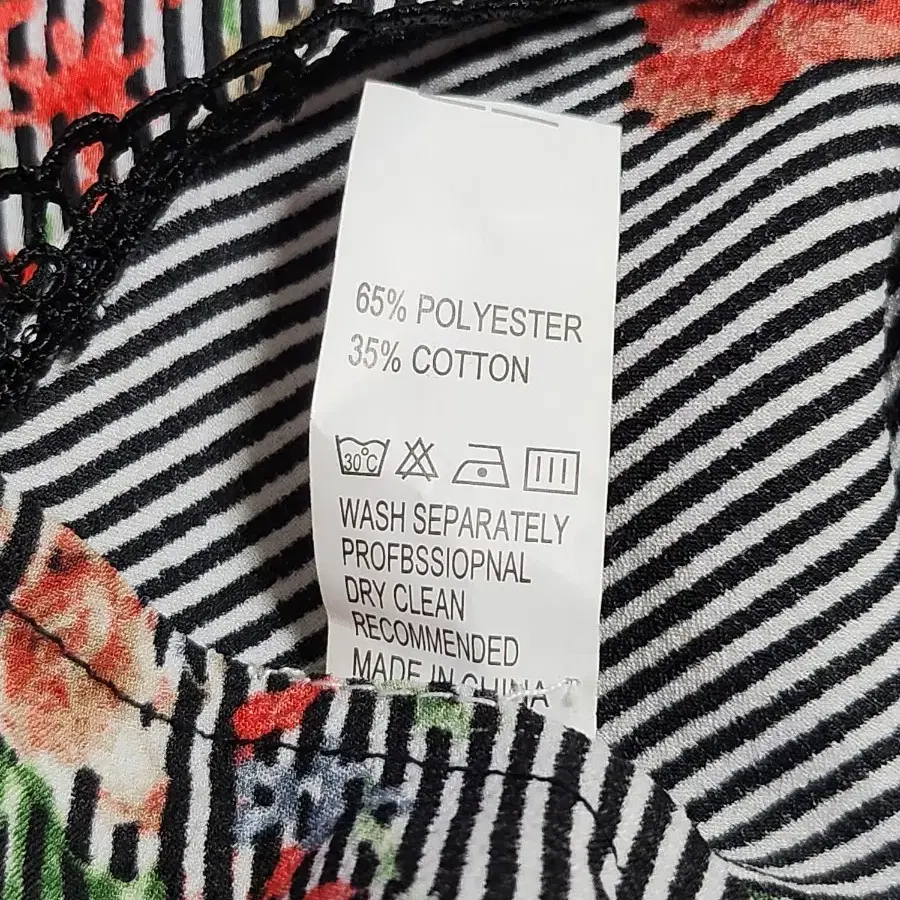 65% POLYESTER
35% COTTON
30°C
WASH SEPARATELY
PROFBSSIOPNAL
DRY CLEAN
RECOMMENDED
MADE IN CHINA